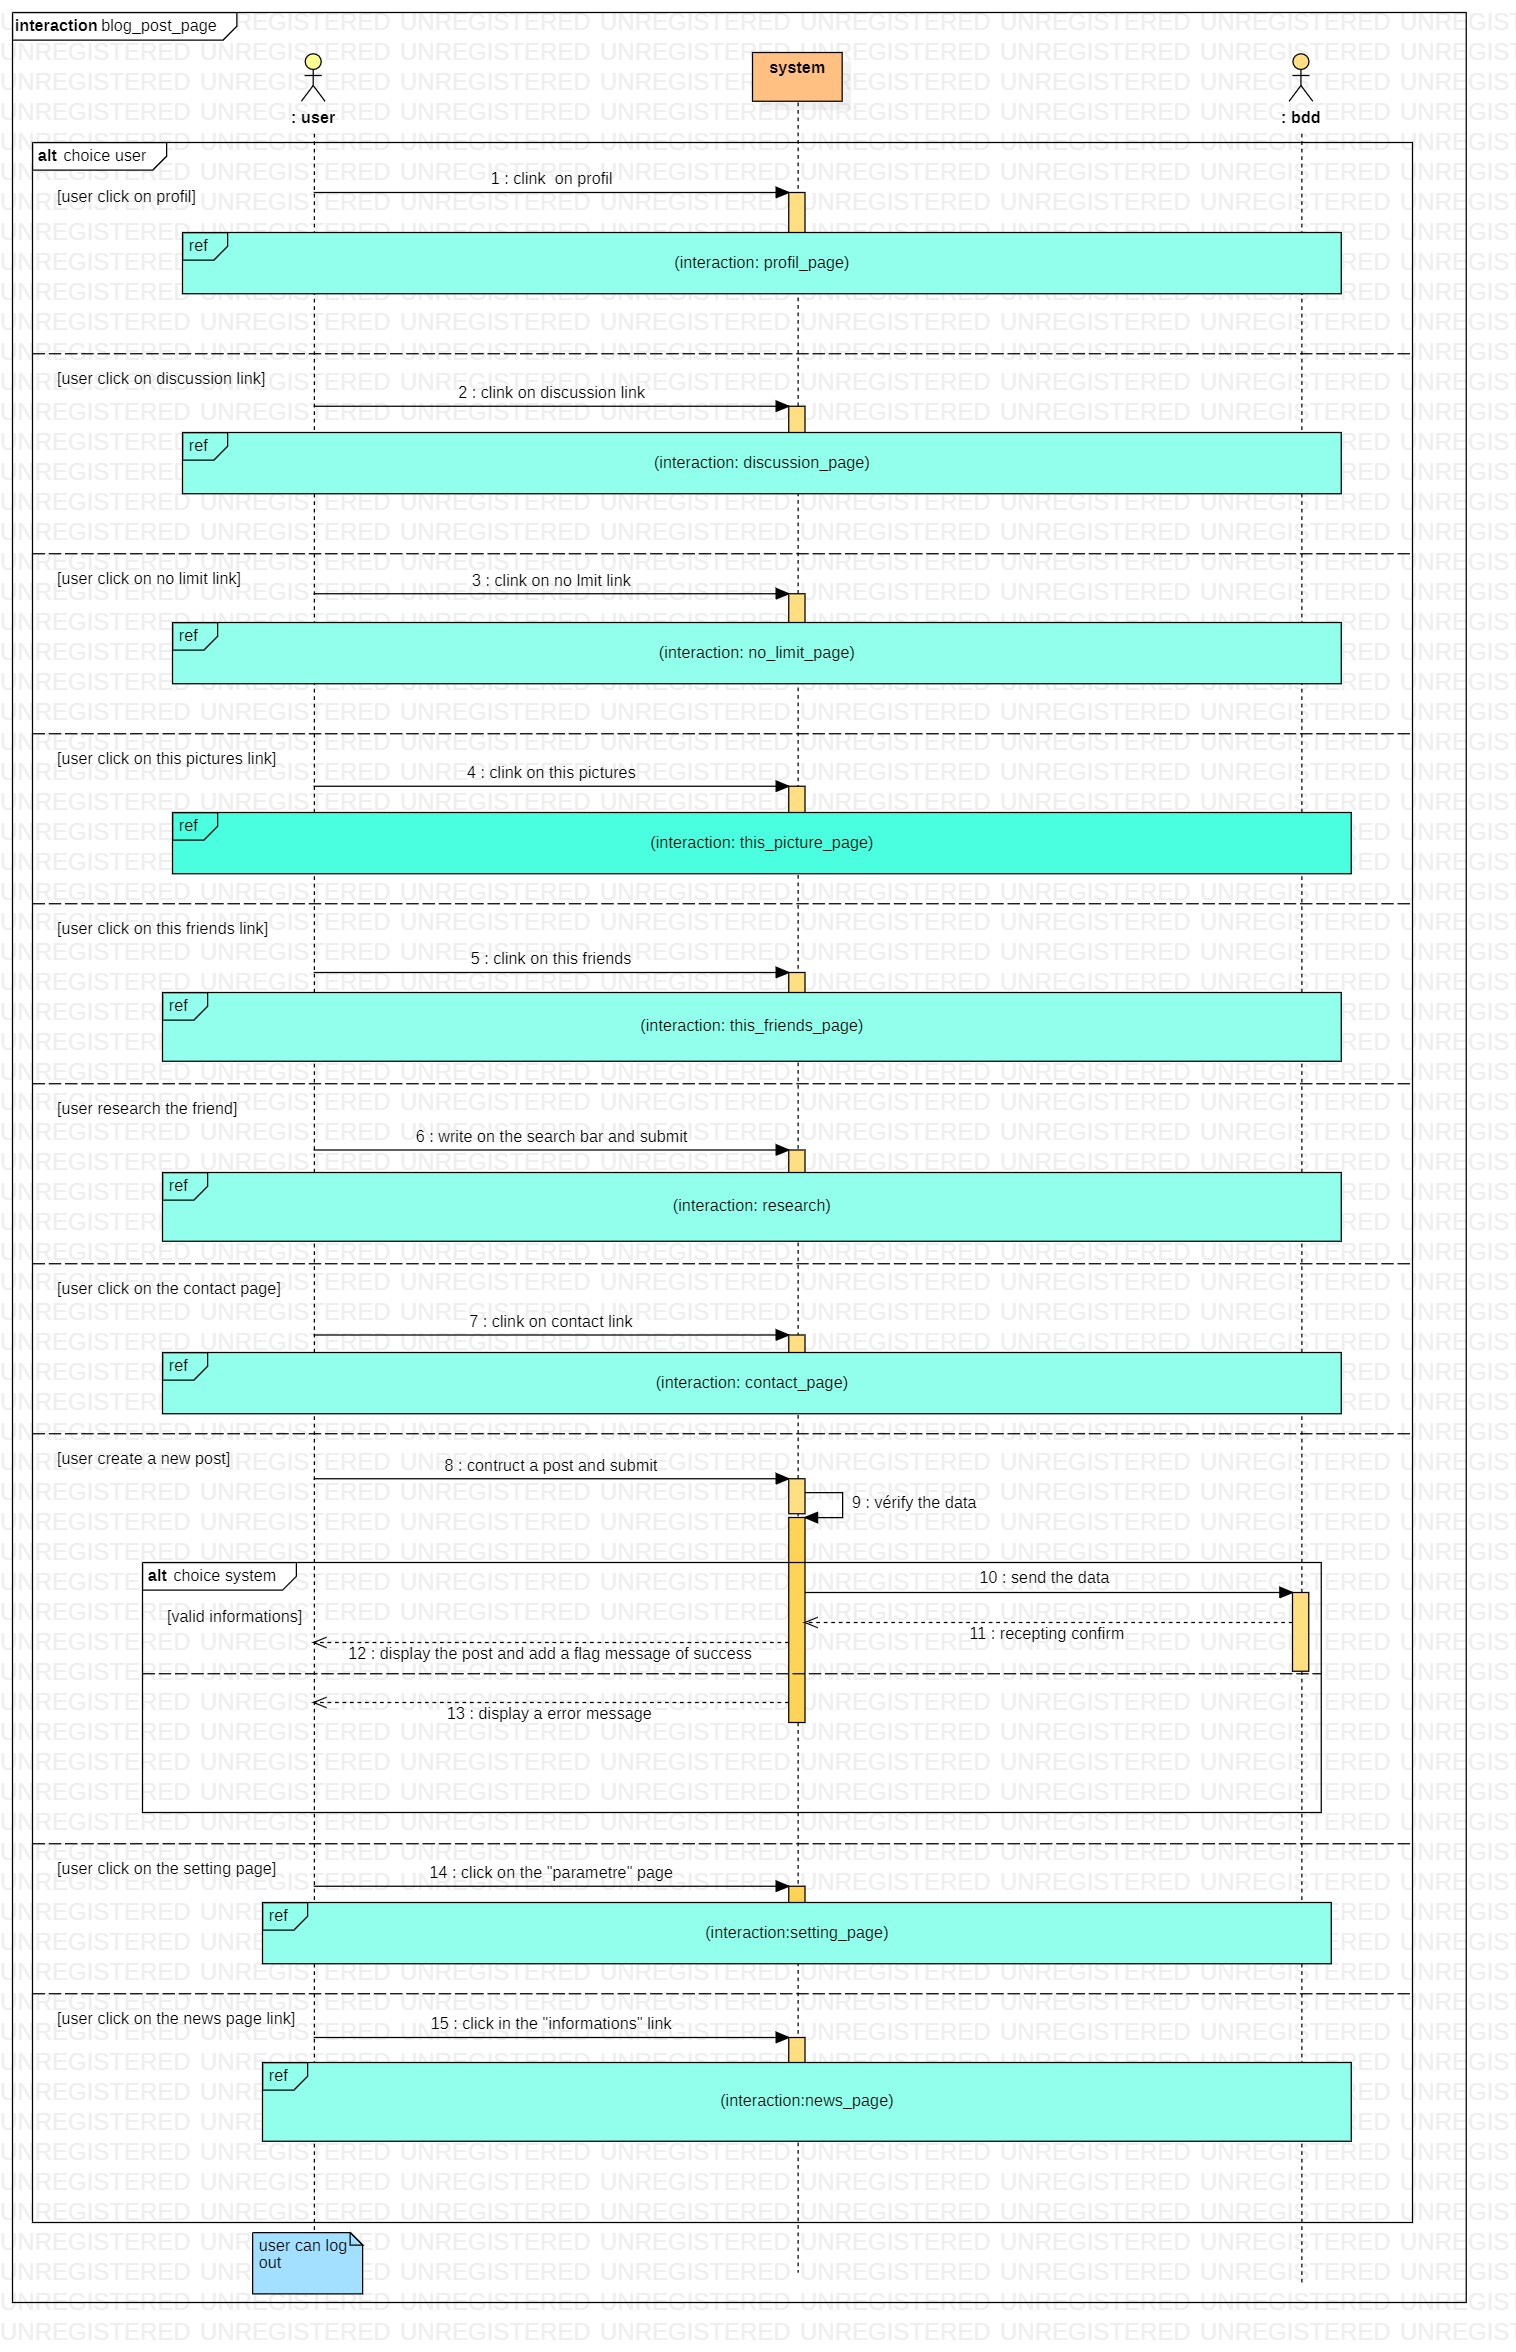 interaction blog_post_page
: user
system
: bdd
alt choice user
1 : clink  on profil
[user click on profil]
ref
(interaction: profil_page)
[user click on discussion link]
2 : clink on discussion link
ref
(interaction: discussion_page)
[user click on no limit link]
3 : clink on no lmit link
ref
(interaction: no_limit_page)
[user click on this pictures link]
4 : clink on this pictures
ref
(interaction: this_picture_page)
[user click on this friends link]
5 : clink on this friends
ref
(interaction: this_friends_page)
[user research the friend]
6 : write on the search bar and submit
ref
(interaction: research)
[user click on the contact page]
7 : clink on contact link
ref
(interaction: contact_page)
[user create a new post]
8 : contruct a post and submit
9 : vérify the data
alt choice system
10 : send the data
[valid informations]
11 : recepting confirm
12 : display the post and add a flag message of success
13 : display a error message
[user click on the setting page]
14 : click on the "parametre" page
ref
(interaction:setting_page)
[user click on the news page link]
15 : click in the "informations" link
ref
(interaction:news_page)
user can log
out
UNREGISTERED